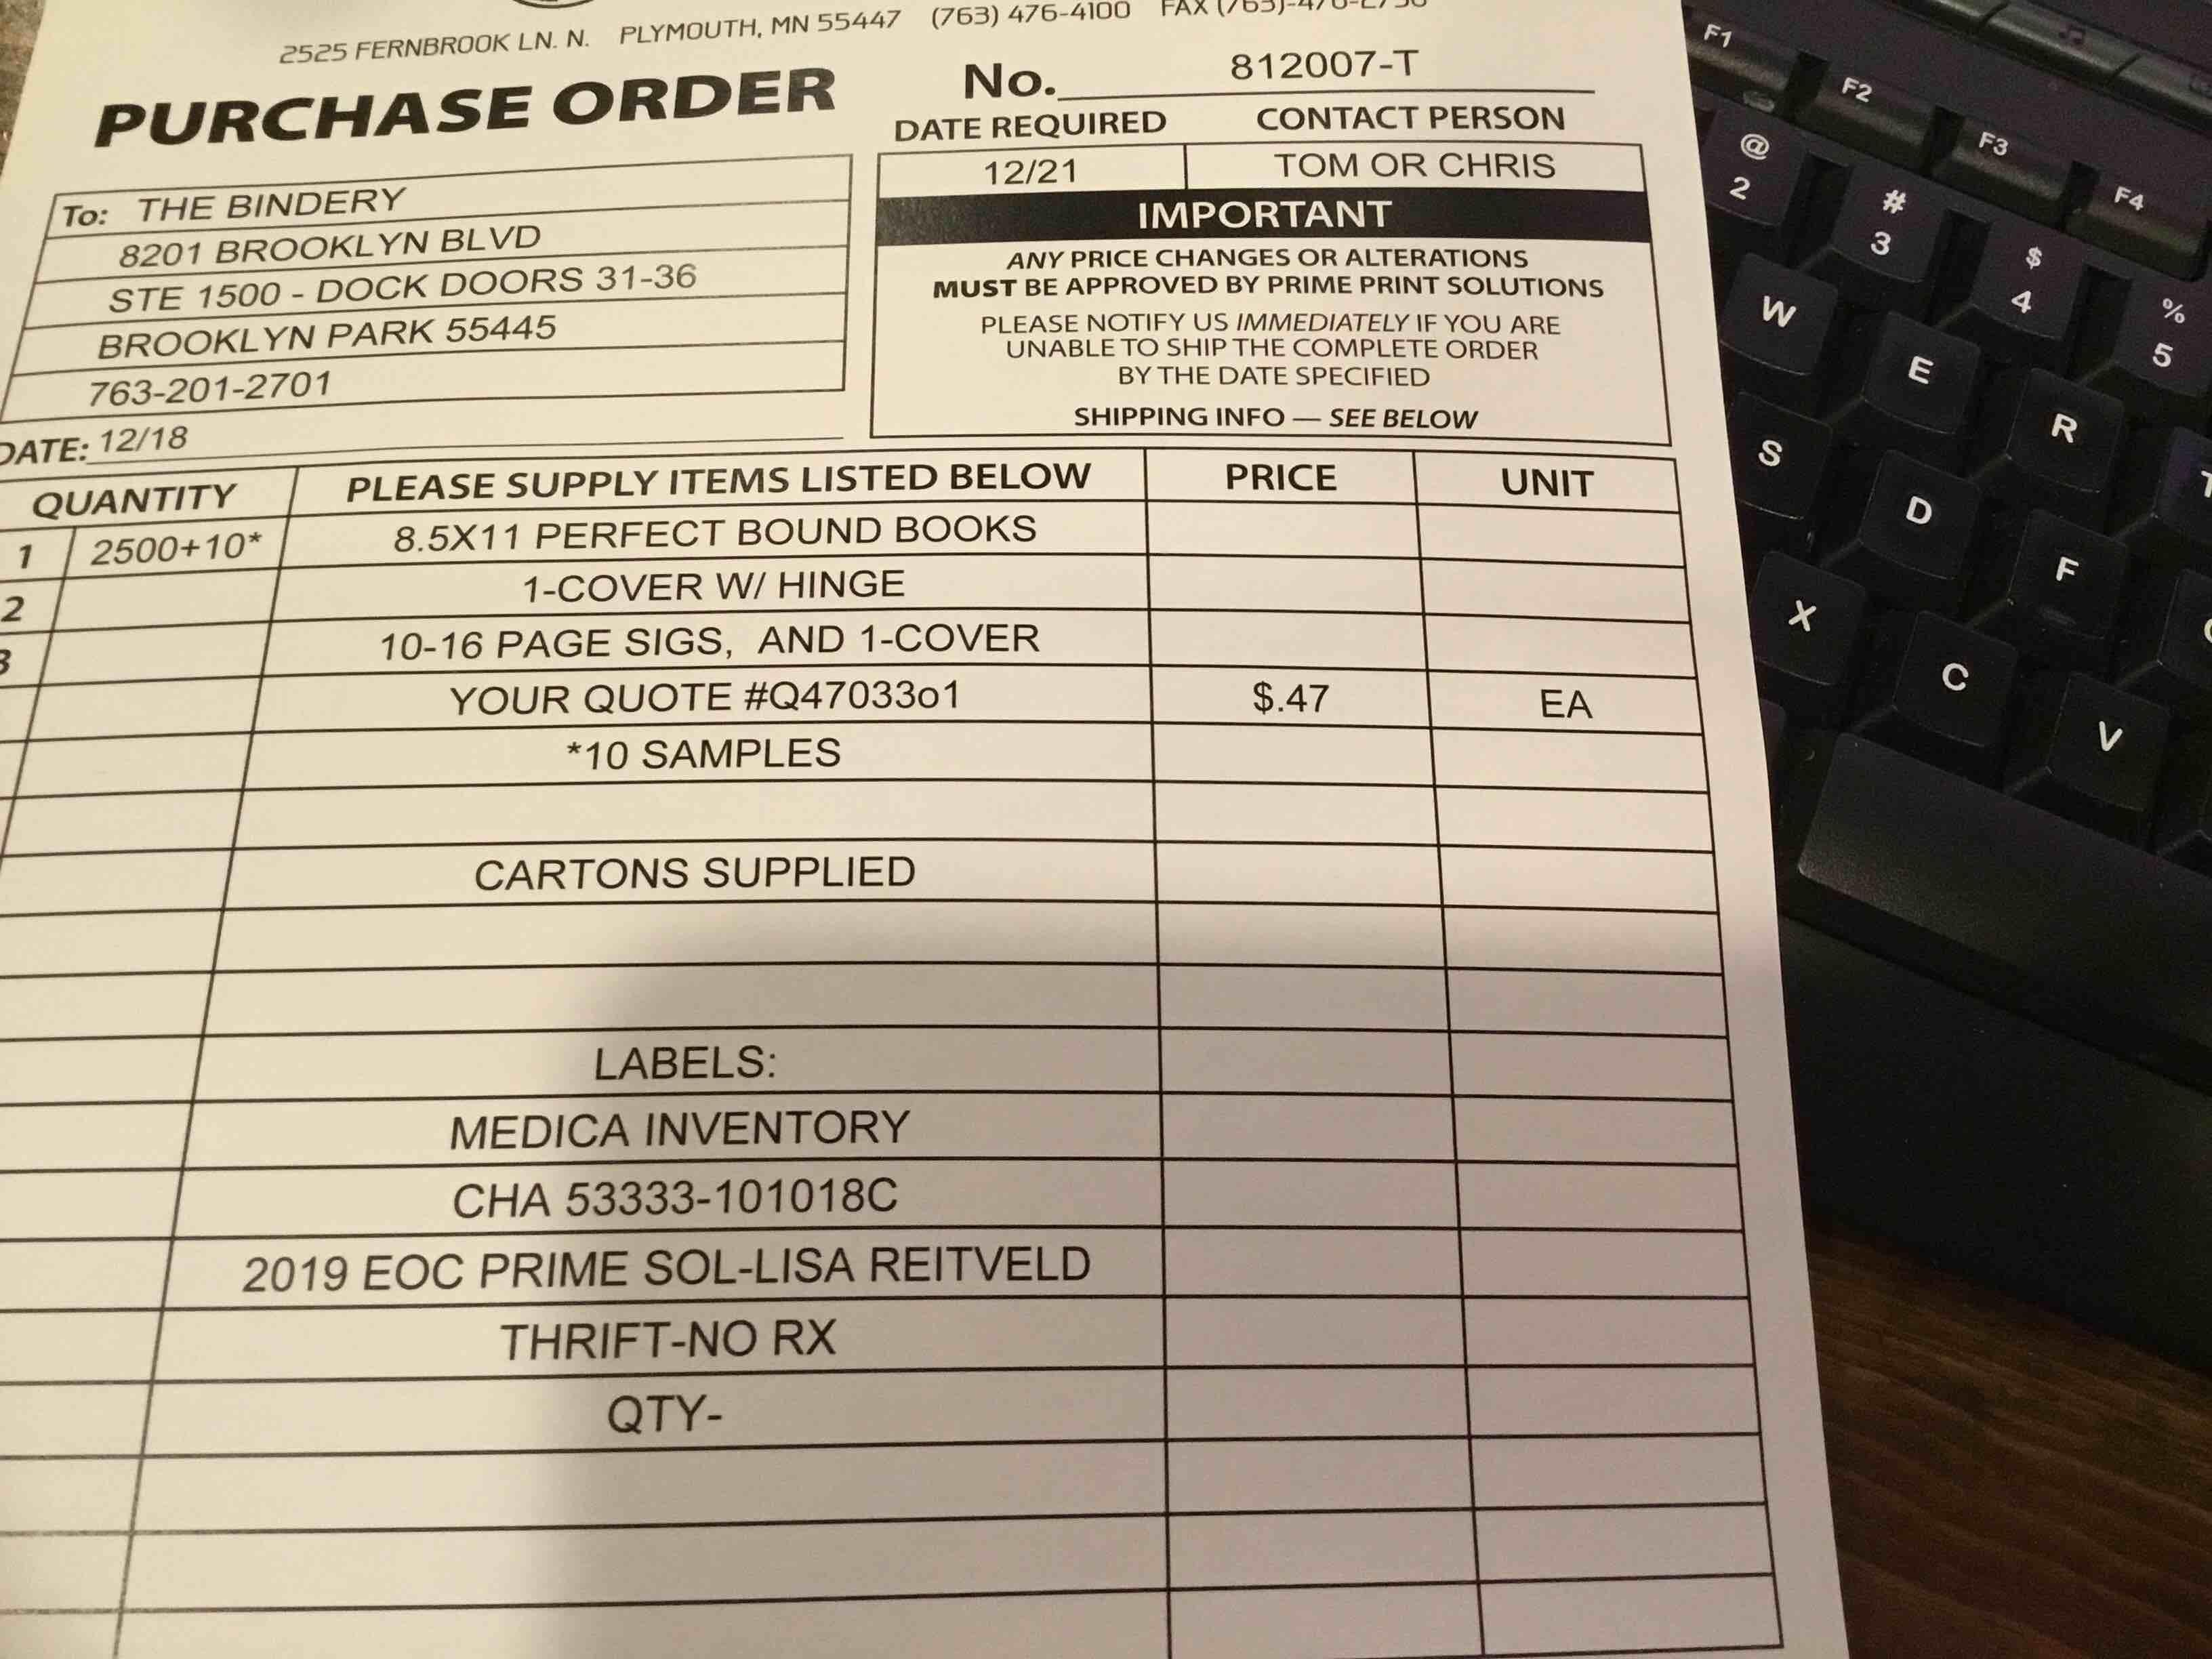 2525 FERNBROOK LN. N. PLYMOUTH, MN 55447 (763) 476-4100 FAX
PURCHASE ORDER
No. 812007-T
DATE REQUIRED CONTACT PERSON
12/21 TOM OR CHRIS
To: THE BINDERY
8201 BROOKLYN BLVD
STE 1500 - DOCK DOORS 31-36
BROOKLYN PARK 55445
763-201-2701
DATE: 12/18
IMPORTANT
ANY PRICE CHANGES OR ALTERATIONS
MUST BE APPROVED BY PRIME PRINT SOLUTIONS
PLEASE NOTIFY US IMMEDIATELY IF YOU ARE
UNABLE TO SHIP THE COMPLETE ORDER
BY THE DATE SPECIFIED
SHIPPING INFO — SEE BELOW
QUANTITY PLEASE SUPPLY ITEMS LISTED BELOW PRICE UNIT
1 2500+10* 8.5X11 PERFECT BOUND BOOKS
2 1-COVER W/ HINGE
3 10-16 PAGE SIGS, AND 1-COVER
YOUR QUOTE #Q47033o1 $.47 EA
*10 SAMPLES
CARTONS SUPPLIED
LABELS:
MEDICA INVENTORY
CHA 53333-101018C
2019 EOC PRIME SOL-LISA REITVELD
THRIFT-NO RX
QTY-
F1 F2 F3 F4
@ 2 # 3 $ 4 % 5
W E R T
S D F
X C V